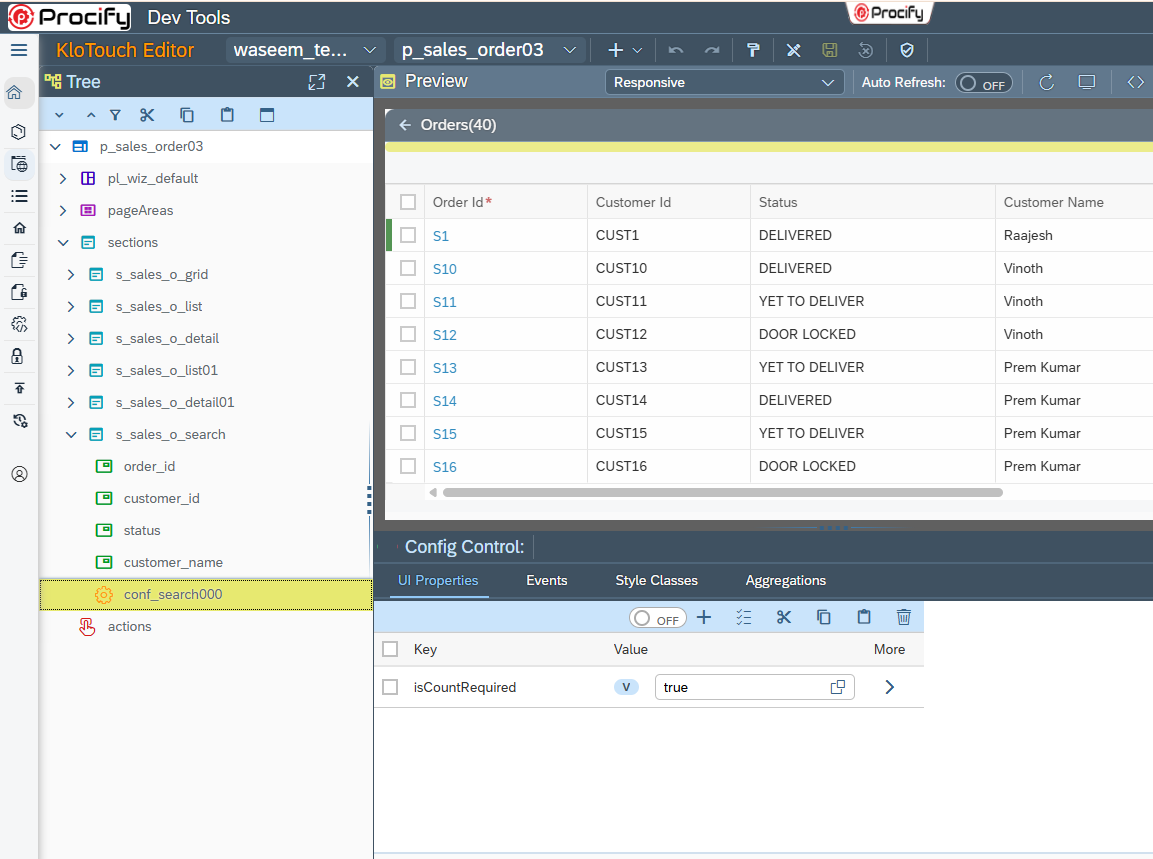 Procify Dev Tools
Procify
KloTouch Editor waseem_te... p_sales_order03
Tree
Preview Responsive Auto Refresh: OFF
p_sales_order03
pl_wiz_default
pageAreas
sections
s_sales_o_grid
s_sales_o_list
s_sales_o_detail
s_sales_o_list01
s_sales_o_detail01
s_sales_o_search
order_id
customer_id
status
customer_name
conf_search000
actions
Orders(40)
Order Id* Customer Id Status Customer Name
S1 CUST1 DELIVERED Raajesh
S10 CUST10 DELIVERED Vinoth
S11 CUST11 YET TO DELIVER Vinoth
S12 CUST12 DOOR LOCKED Vinoth
S13 CUST13 YET TO DELIVER Prem Kumar
S14 CUST14 DELIVERED Prem Kumar
S15 CUST15 YET TO DELIVER Prem Kumar
S16 CUST16 DOOR LOCKED Prem Kumar
Config Control:
UI Properties Events Style Classes Aggregations
OFF
Key Value More
isCountRequired V true